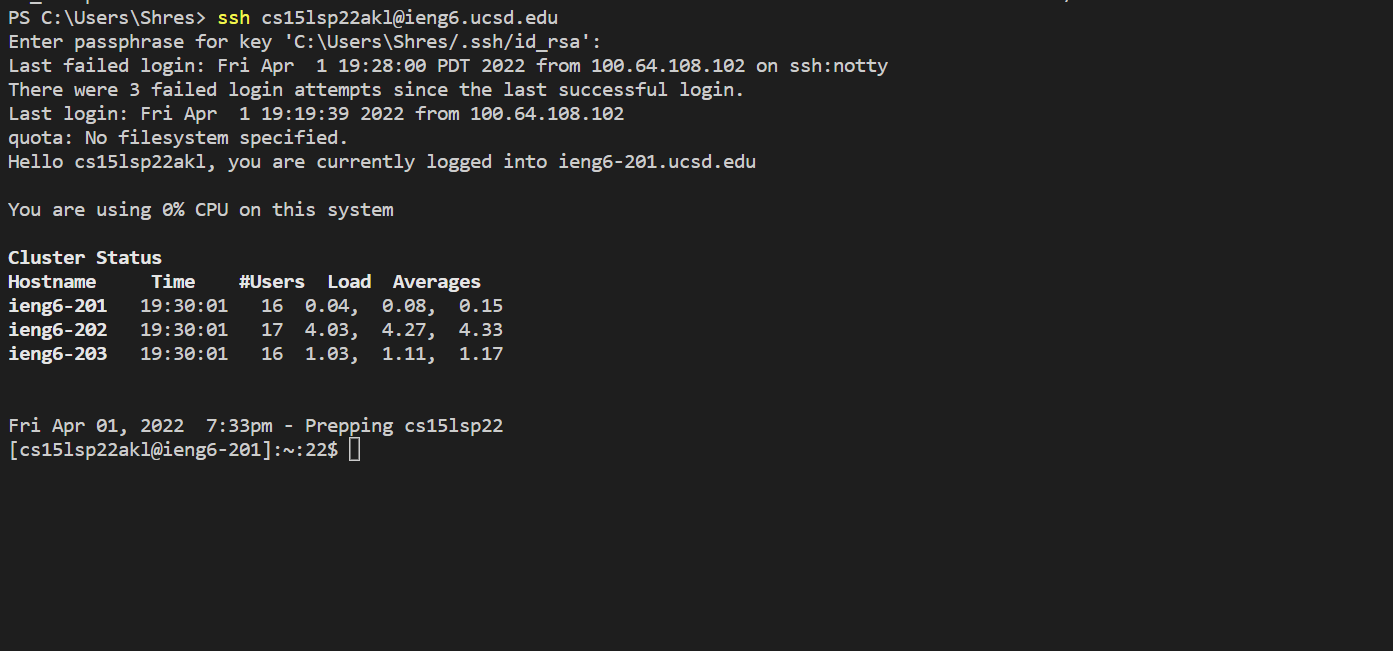 PS C:\Users\Shres> ssh cs15lsp22akl@ieng6.ucsd.edu
Enter passphrase for key 'C:\Users\Shres/.ssh/id_rsa':
Last failed login: Fri Apr  1 19:28:00 PDT 2022 from 100.64.108.102 on ssh:notty
There were 3 failed login attempts since the last successful login.
Last login: Fri Apr  1 19:19:39 2022 from 100.64.108.102
quota: No filesystem specified.
Hello cs15lsp22akl, you are currently logged into ieng6-201.ucsd.edu
You are using 0% CPU on this system
Cluster Status
Hostname     Time    #Users  Load  Averages
ieng6-201   19:30:01   16  0.04,  0.08,  0.15
ieng6-202   19:30:01   17  4.03,  4.27,  4.33
ieng6-203   19:30:01   16  1.03,  1.11,  1.17
Fri Apr 01, 2022  7:33pm - Prepping cs15lsp22
[cs15lsp22akl@ieng6-201]:~:22$